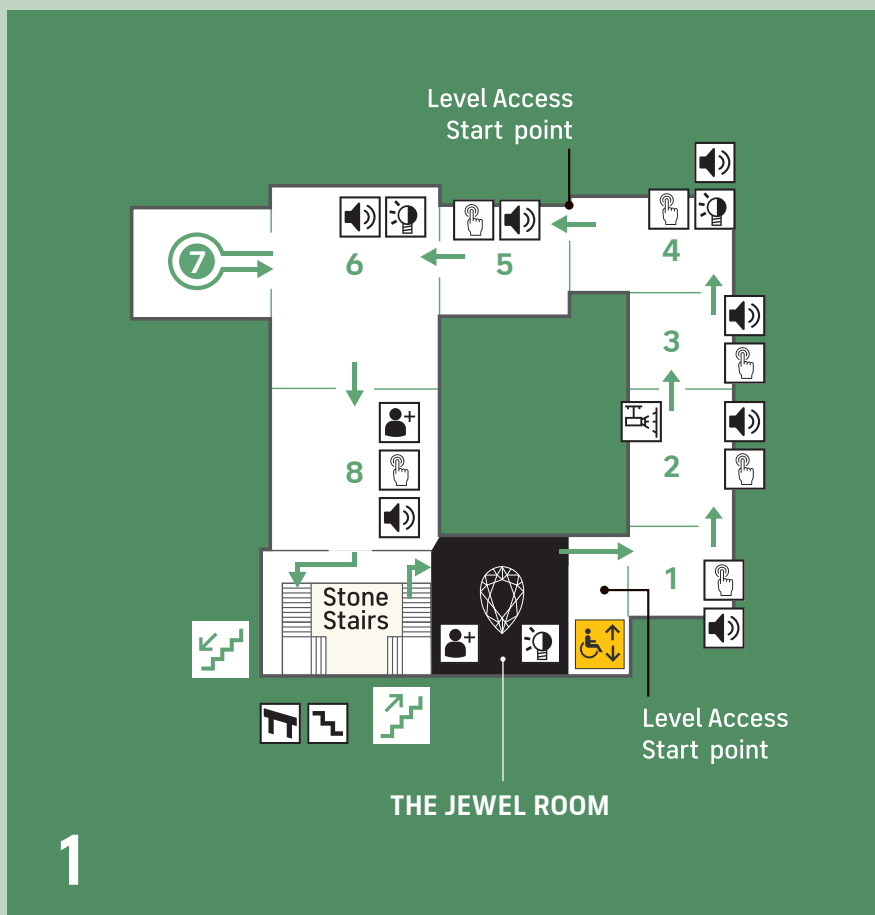 Level Access
Start point
7
6
5
4
3
8
2
1
Stone
Stairs
Level Access
Start point
THE JEWEL ROOM
1